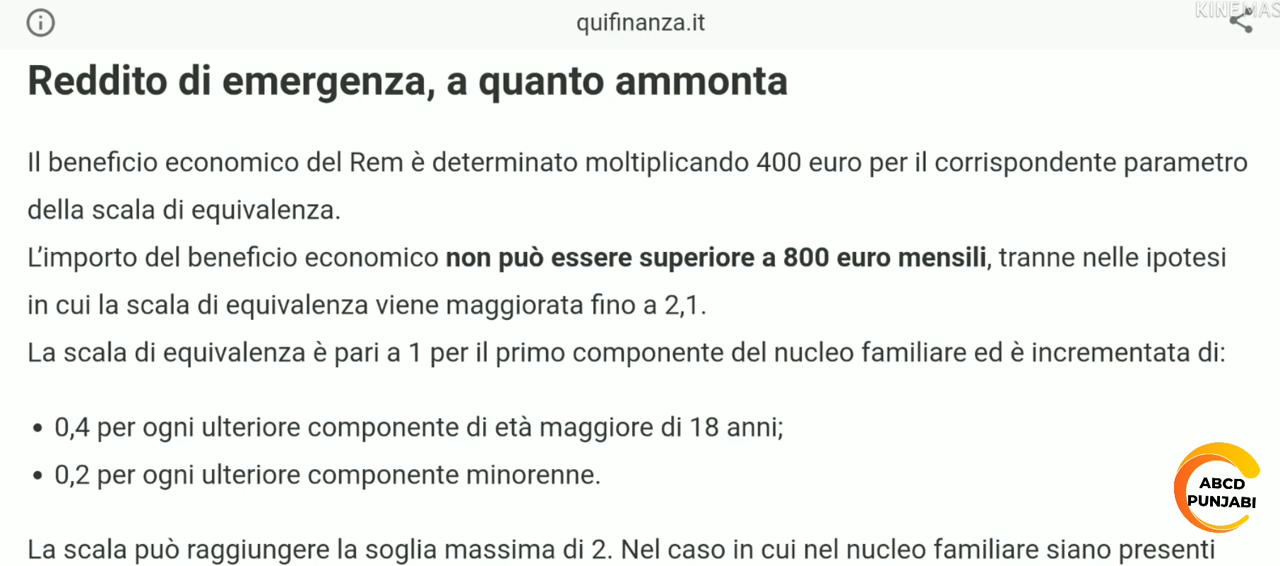 quifinanza.it
KINEMAS
Reddito di emergenza, a quanto ammonta
Il beneficio economico del Rem è determinato moltiplicando 400 euro per il corrispondente parametro
della scala di equivalenza.
L’importo del beneficio economico non può essere superiore a 800 euro mensili, tranne nelle ipotesi
in cui la scala di equivalenza viene maggiorata fino a 2,1.
La scala di equivalenza è pari a 1 per il primo componente del nucleo familiare ed è incrementata di:
• 0,4 per ogni ulteriore componente di età maggiore di 18 anni;
• 0,2 per ogni ulteriore componente minorenne.
ABCD
PUNJABI
La scala può raggiungere la soglia massima di 2. Nel caso in cui nel nucleo familiare siano presenti